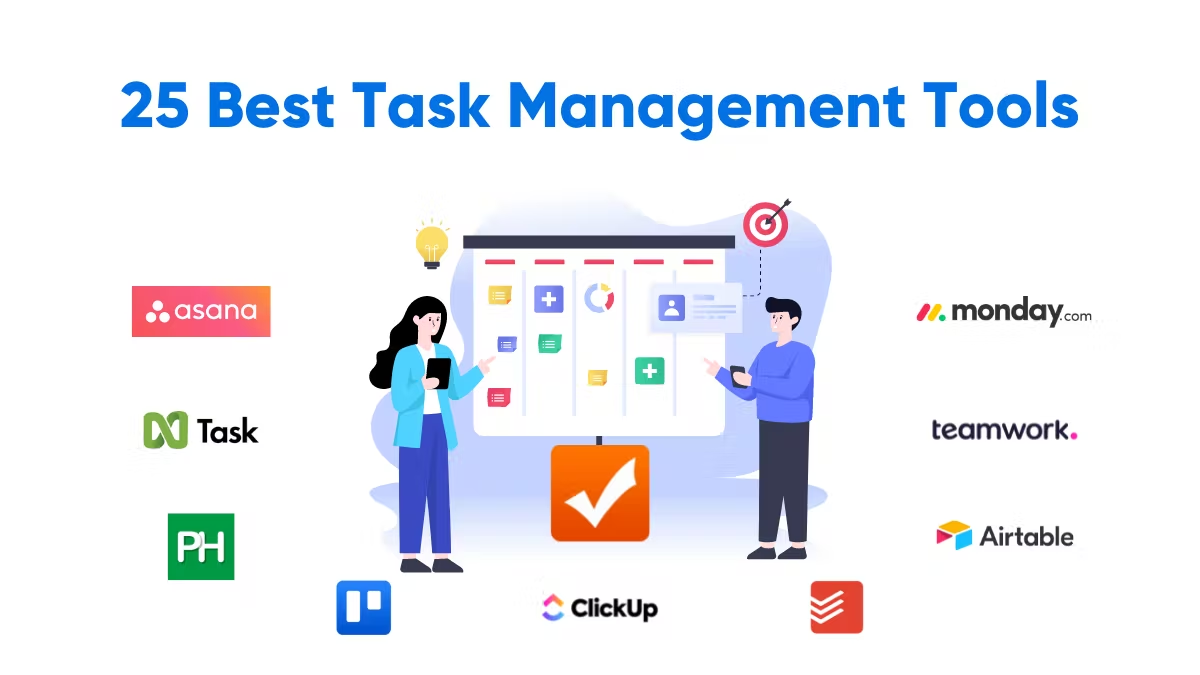 25 Best Task Management Tools
asana
monday.com
Task
teamwork.
PH
Airtable
ClickUp